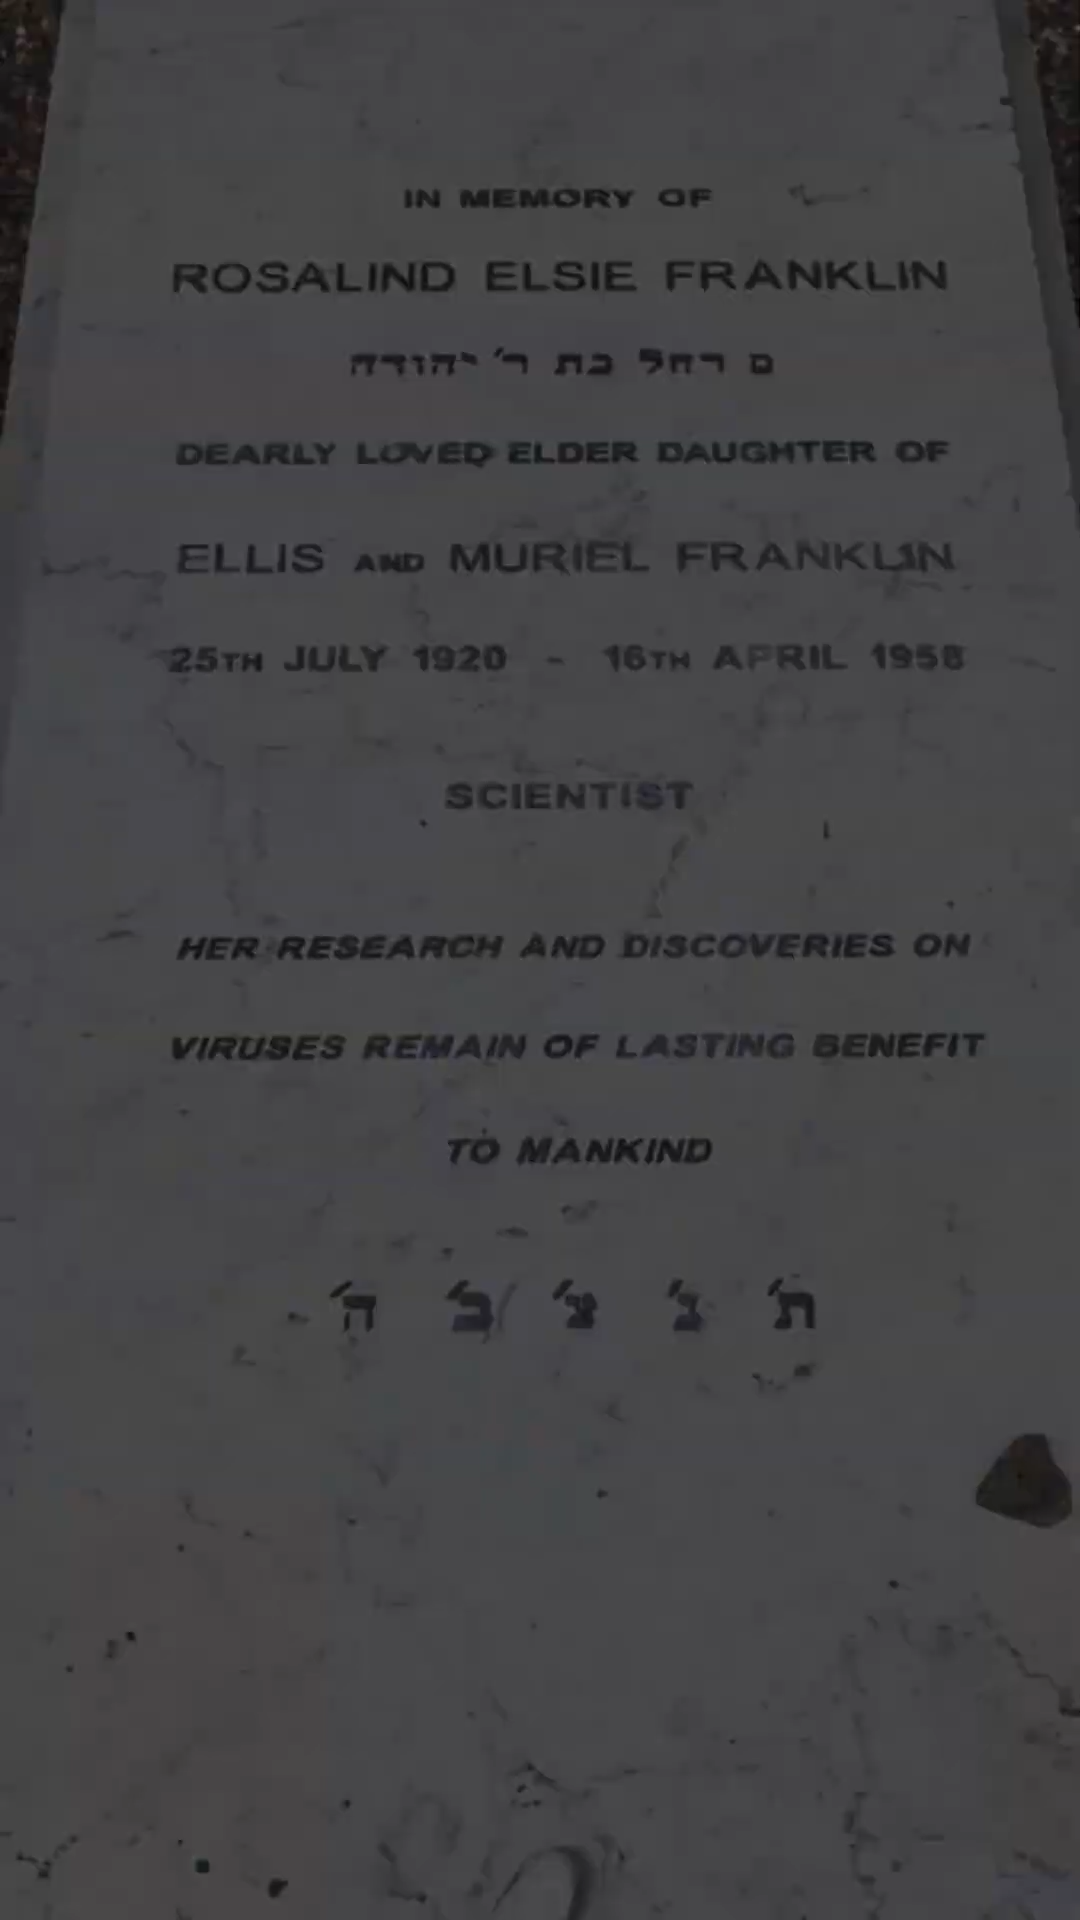 IN MEMORY OF
ROSALIND ELSIE FRANKLIN
ם רחל בת ר׳ יהודה
DEARLY LOVED ELDER DAUGHTER OF
ELLIS AND MURIEL FRANKLIN
25TH JULY 1920 - 16TH APRIL 1958
SCIENTIST
HER RESEARCH AND DISCOVERIES ON
VIRUSES REMAIN OF LASTING BENEFIT
TO MANKIND
ת׳ נ׳ צ׳ ב׳ ה׳